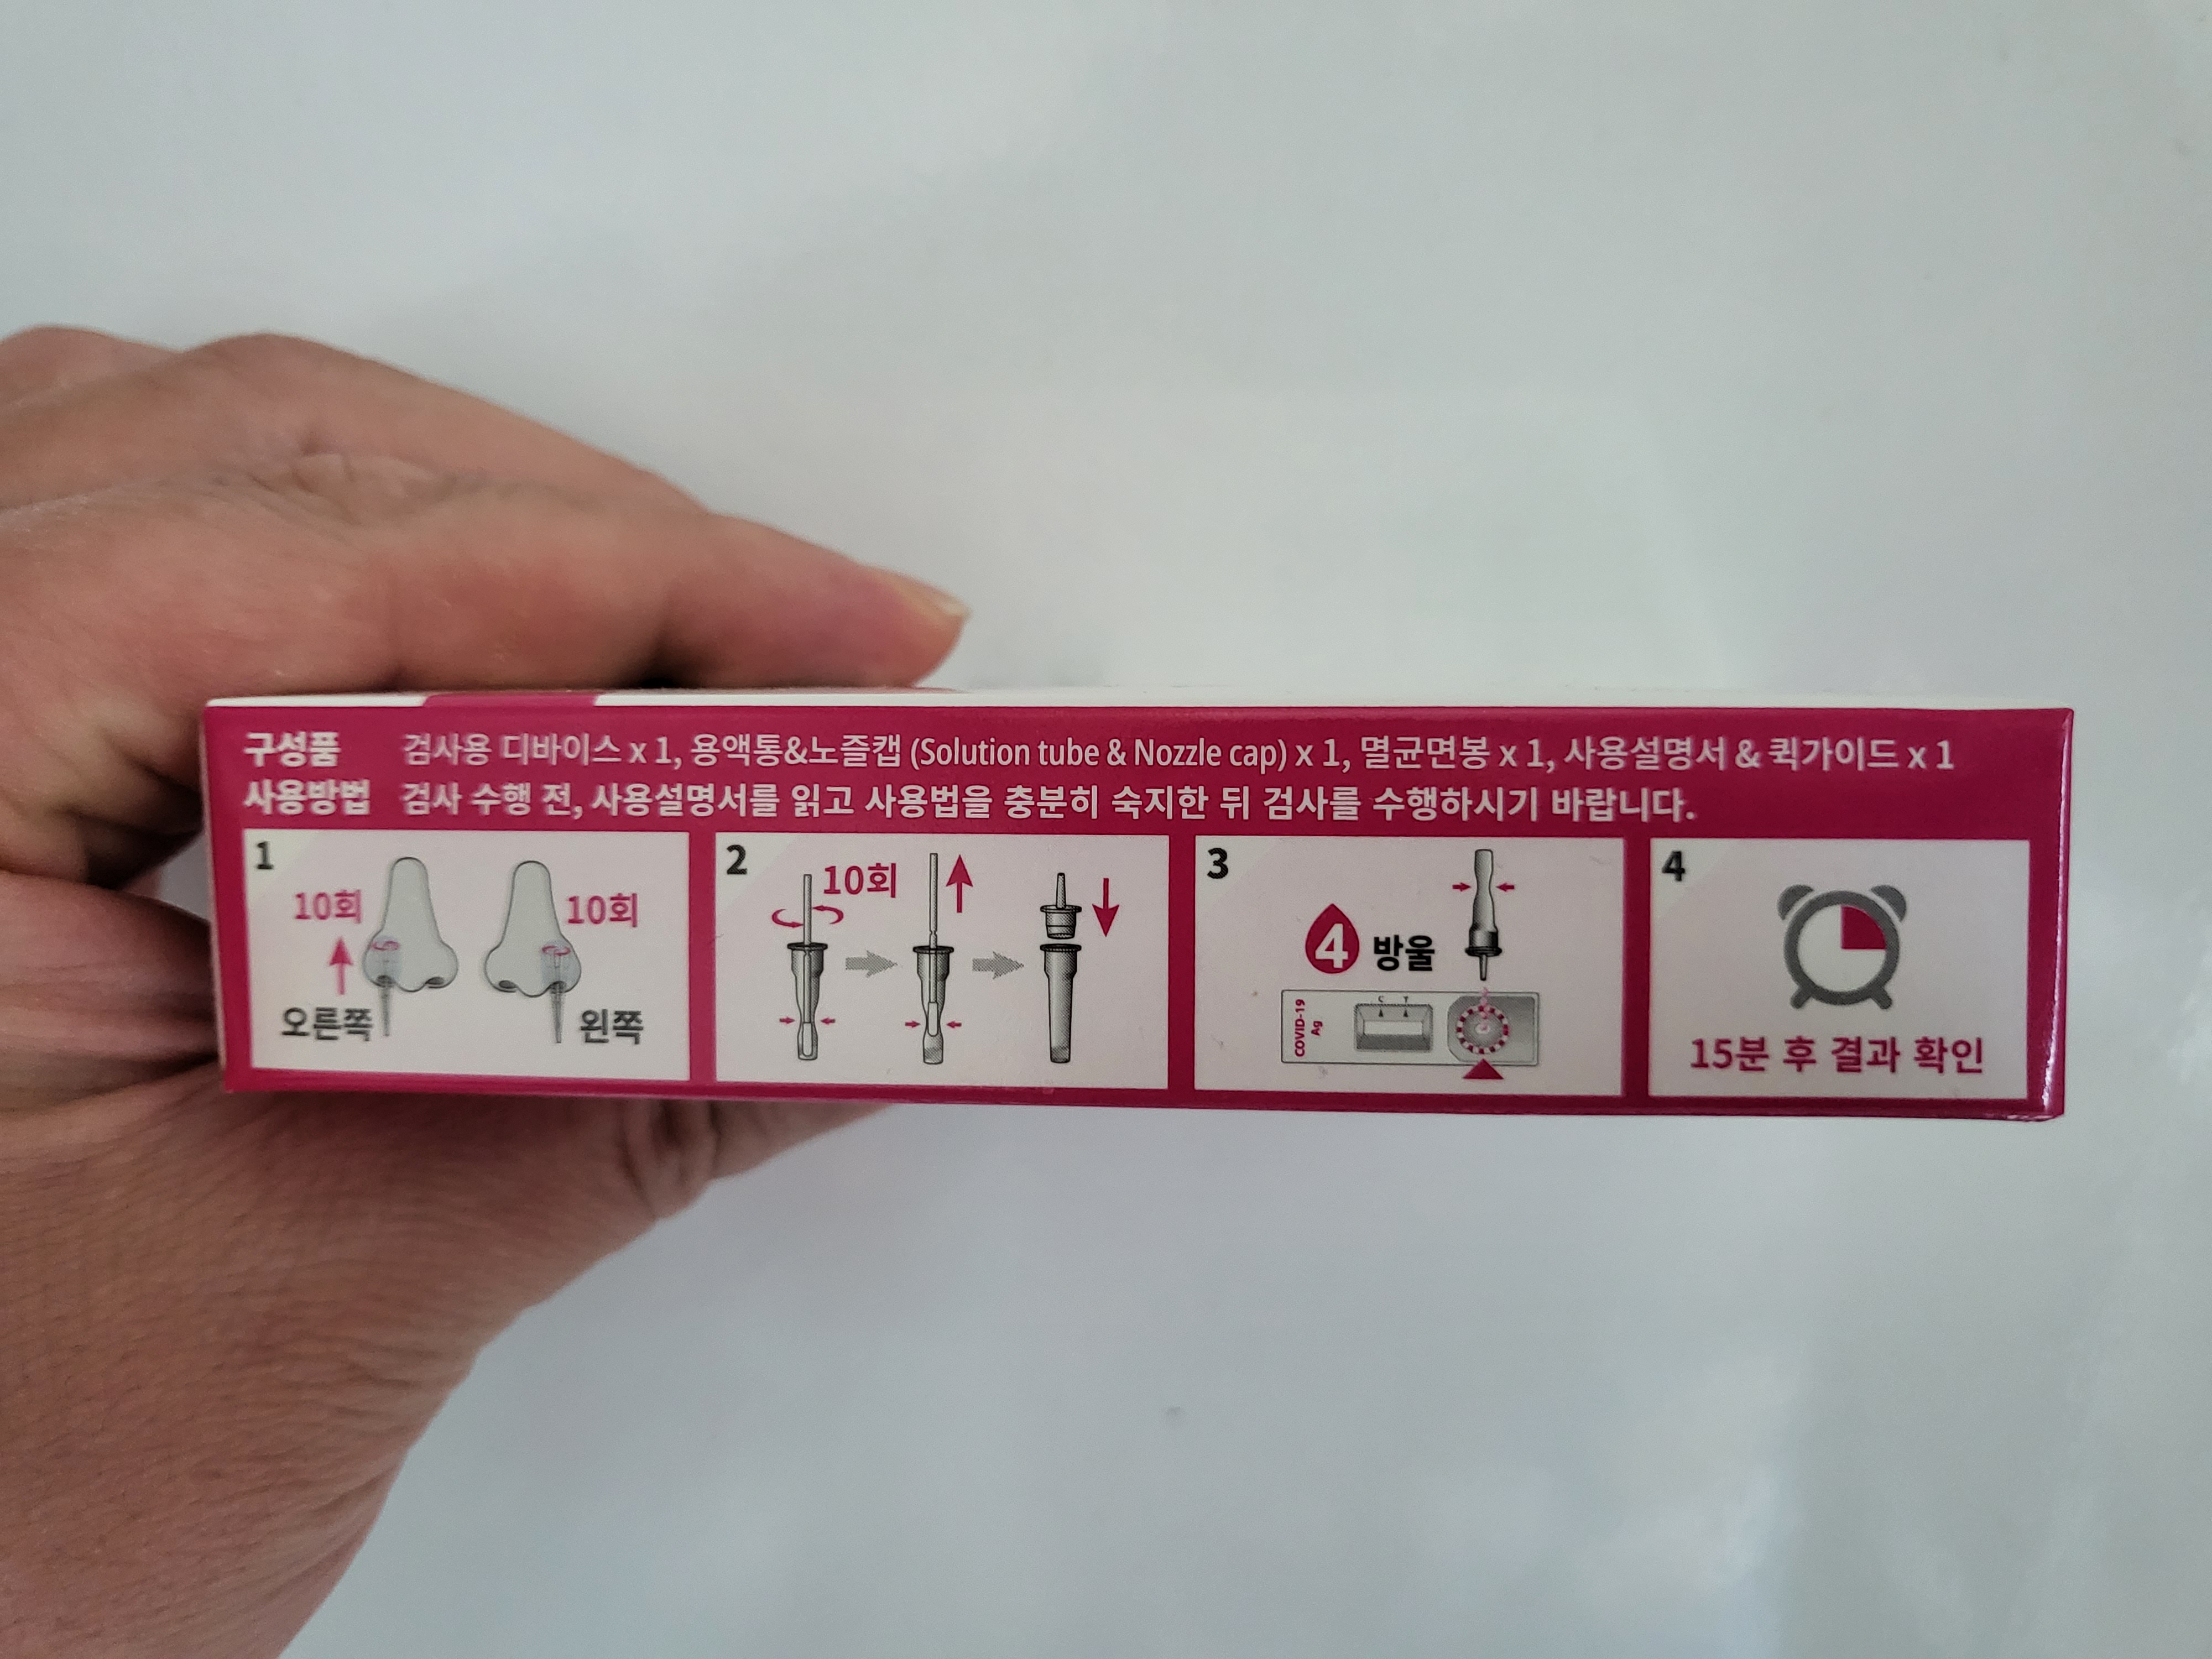 구성품 검사용 디바이스 x 1, 용액통&노즐캡 (Solution tube & Nozzle cap) x 1, 멸균면봉 x 1, 사용설명서 & 퀵가이드 x 1
사용방법 검사 수행 전, 사용설명서를 읽고 사용법을 충분히 숙지한 뒤 검사를 수행하시기 바랍니다.
1
10회
10회
오른쪽
왼쪽
2
10회
3
4 방울
COVID-19
Ag
C T
4
15분 후 결과 확인